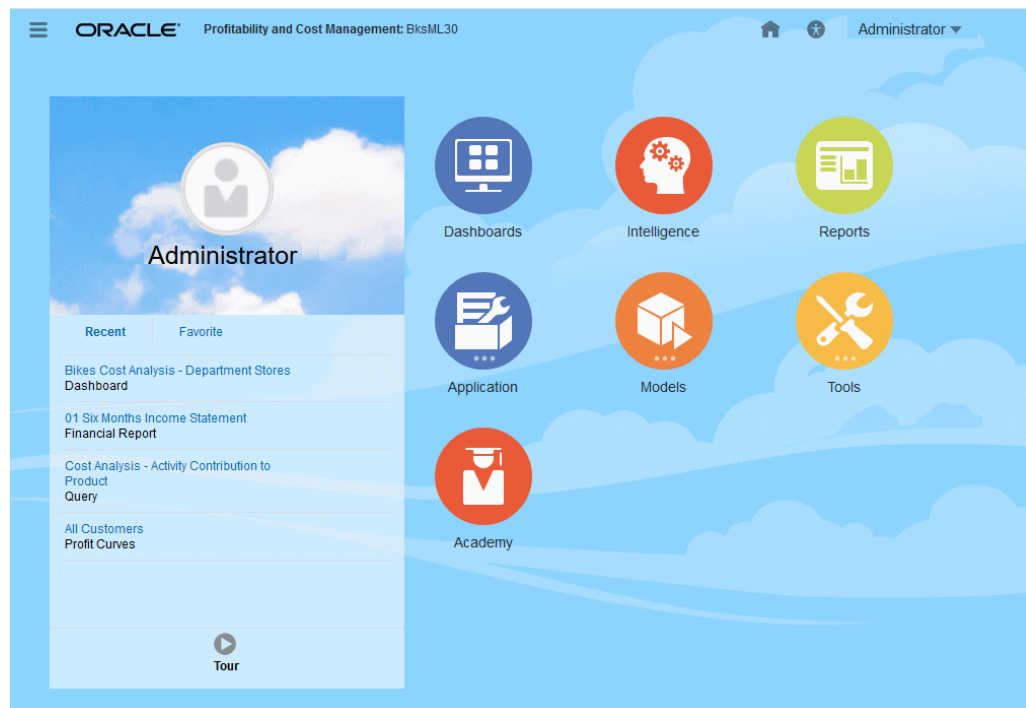 ORACLE Profitability and Cost Management: BksML30 Administrator
Administrator
Recent Favorite
Bikes Cost Analysis - Department Stores
Dashboard
01 Six Months Income Statement
Financial Report
Cost Analysis - Activity Contribution to
Product
Query
All Customers
Profit Curves
Tour
Dashboards Intelligence Reports
Application Models Tools
Academy